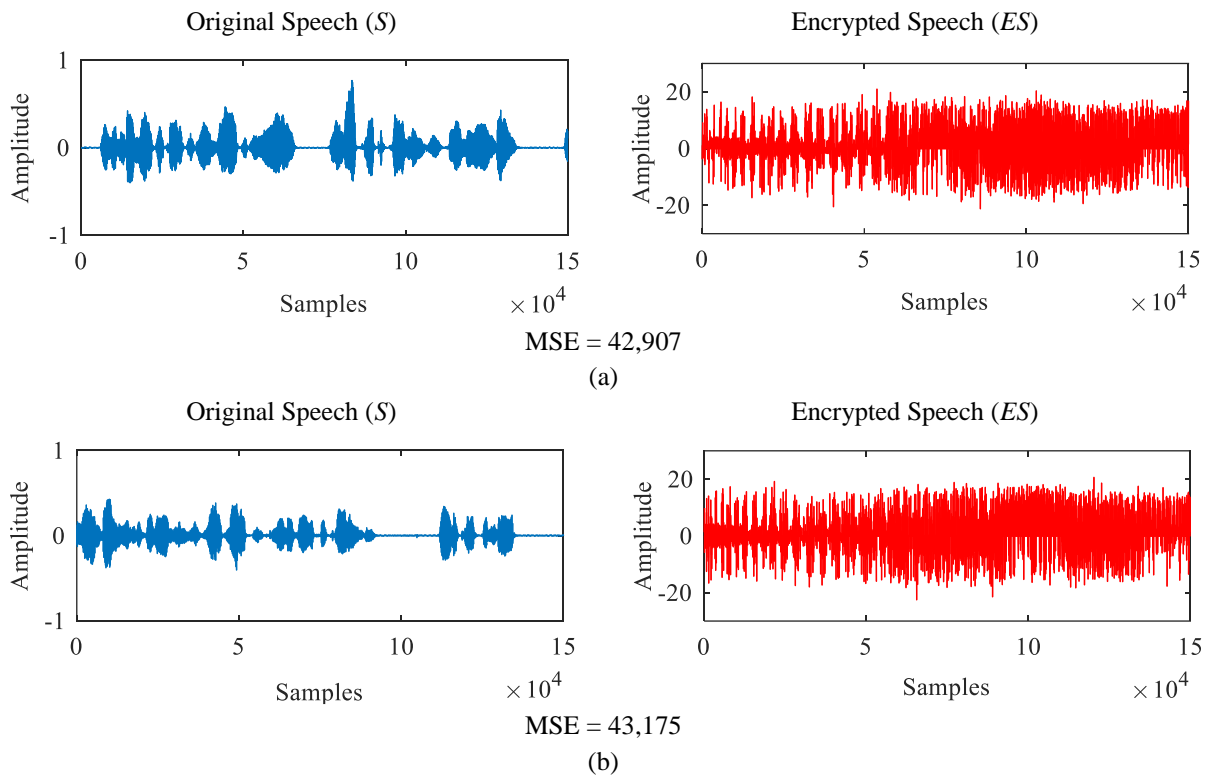 Original Speech (S)
Encrypted Speech (ES)
1
0
-1
Amplitude
0 5 10 15
Samples
× 10^4
20
0
-20
Amplitude
0 5 10 15
Samples
× 10^4
MSE = 42,907
(a)
Original Speech (S)
Encrypted Speech (ES)
1
0
-1
Amplitude
0 5 10 15
Samples
× 10^4
20
0
-20
Amplitude
0 5 10 15
Samples
× 10^4
MSE = 43,175
(b)